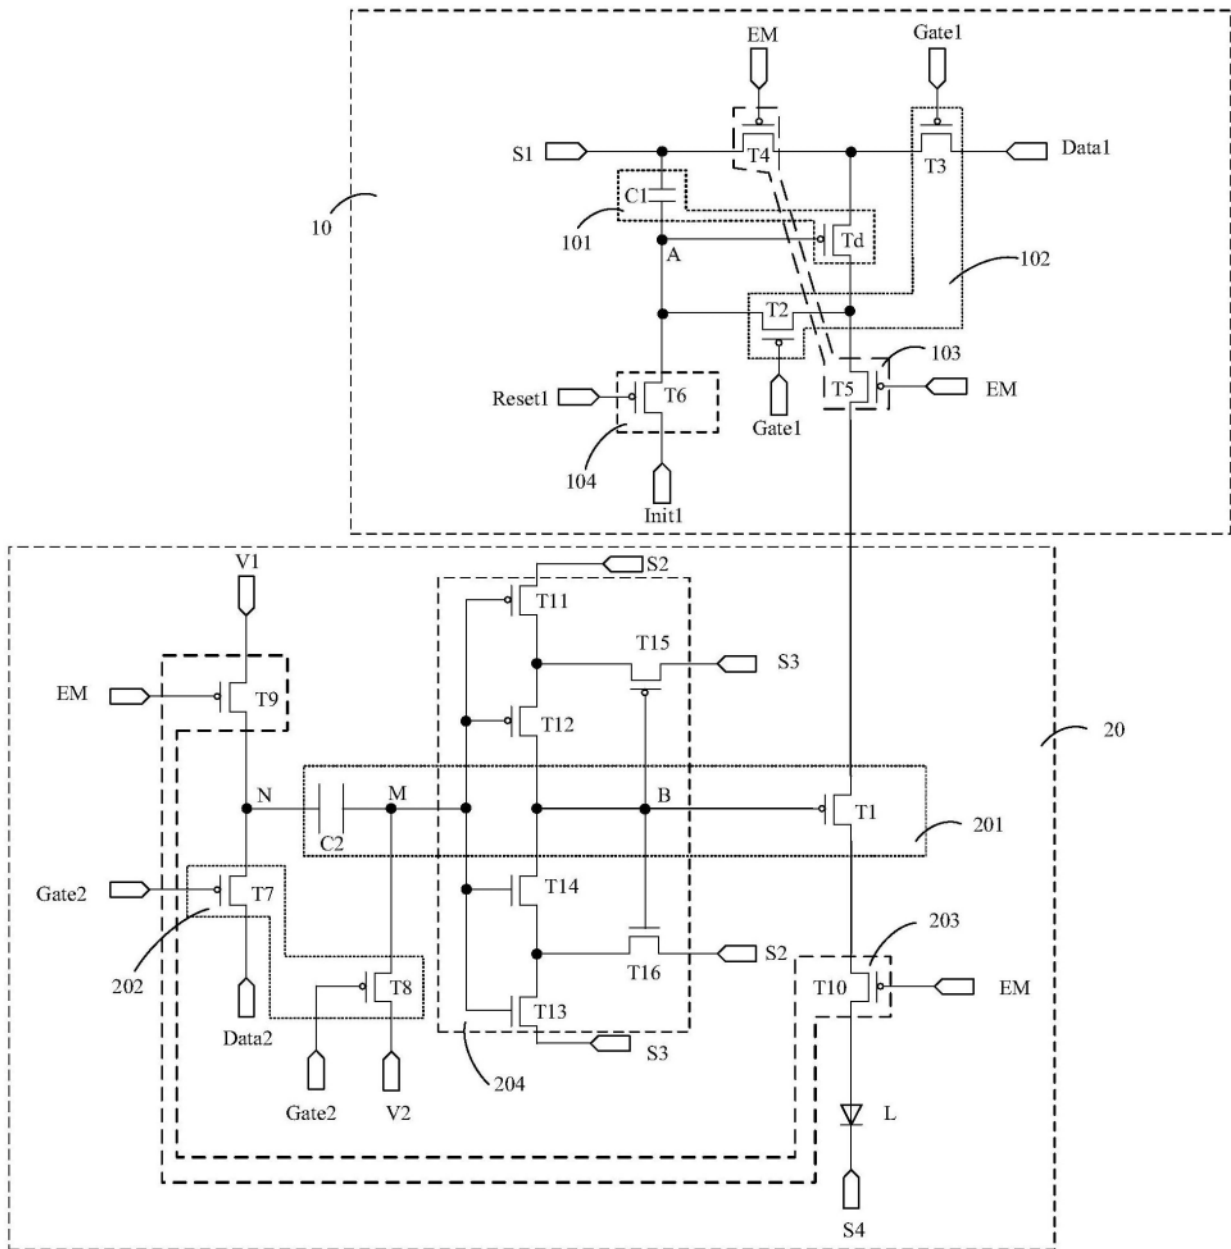 EM
Gate1
S1
T4
T3
Data1
C1
10
101
A
Td
102
T2
103
Reset1
T6
T5
EM
Gate1
104
Init1
V1
S2
T11
T15
S3
EM
T9
T12
20
N
M
B
T1
C2
201
Gate2
T7
T14
203
202
T8
T16
S2
T10
EM
Data2
T13
S3
204
Gate2
V2
L
S4